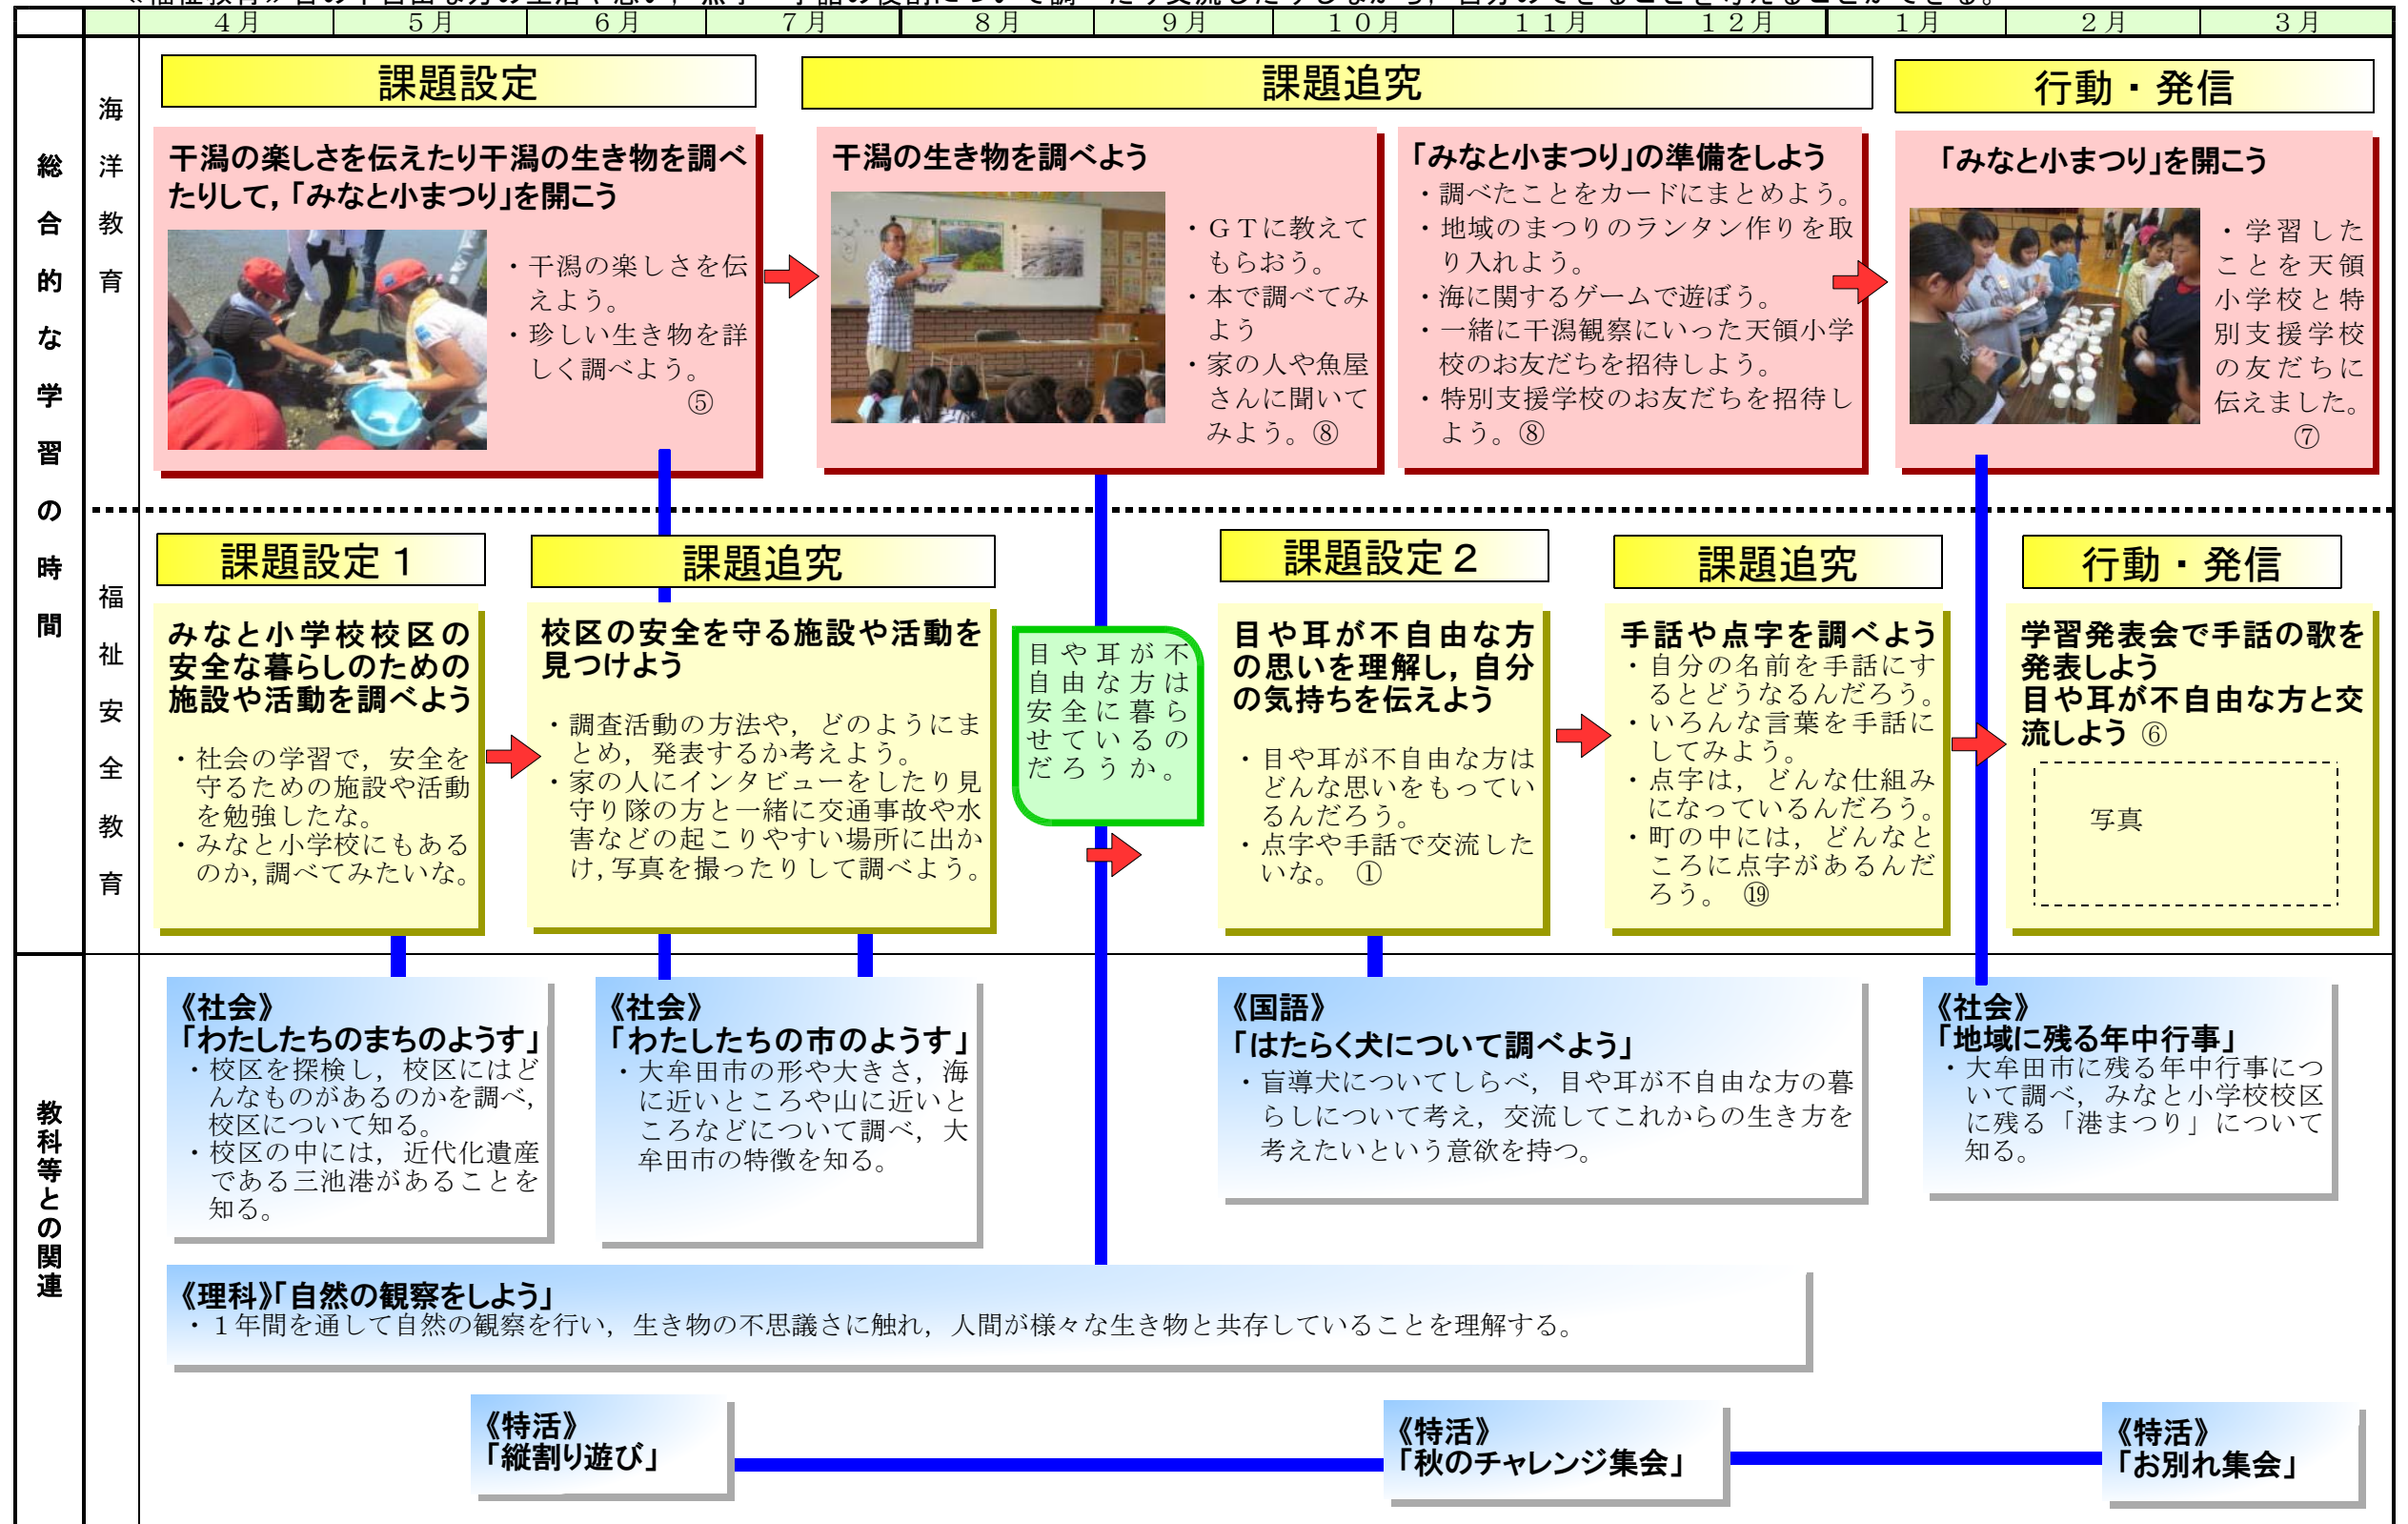 4月 5月 6月 7月 8月 9月 10月 11月 12月 1月 2月 3月
総合的な学習の時間
海洋教育
課題設定
課題追究
行動・発信
干潟の楽しさを伝えたり干潟の生き物を調べ
たりして，「みなと小まつり」を開こう
・干潟の楽しさを伝
えよう。
・珍しい生き物を詳
しく調べよう。
⑤
干潟の生き物を調べよう
・ＧＴに教えて
もらおう。
・本で調べてみ
よう
・家の人や魚屋
さんに聞いて
みよう。⑧
「みなと小まつり」の準備をしよう
・調べたことをカードにまとめよう。
・地域のまつりのランタン作りを取
り入れよう。
・海に関するゲームで遊ぼう。
・一緒に干潟観察にいった天領小学
校のお友だちを招待しよう。
・特別支援学校のお友だちを招待し
よう。⑧
「みなと小まつり」を開こう
・学習した
ことを天領
小学校と特
別支援学校
の友だちに
伝えました。
⑦
福祉安全教育
課題設定１
課題追究
課題設定２
課題追究
行動・発信
みなと小学校校区の
安全な暮らしのための
施設や活動を調べよう
・社会の学習で，安全を
守るための施設や活動
を勉強したな。
・みなと小学校にもある
のか，調べてみたいな。
校区の安全を守る施設や活動を
見つけよう
・調査活動の方法や，どのようにま
とめ，発表するか考えよう。
・家の人にインタビューをしたり見
守り隊の方と一緒に交通事故や水
害などの起こりやすい場所に出か
け，写真を撮ったりして調べよう。
目や耳が不
自由な方は
安全に暮ら
せているの
だろうか。
目や耳が不自由な方
の思いを理解し，自分
の気持ちを伝えよう
・目や耳が不自由な方は
どんな思いをもってい
るんだろう。
・点字や手話で交流した
いな。　①
手話や点字を調べよう
・自分の名前を手話にす
るとどうなるんだろう。
・いろんな言葉を手話に
してみよう。
・点字は，どんな仕組み
になっているんだろう。
・町の中には，どんなと
ころに点字があるんだ
ろう。　⑲
学習発表会で手話の歌を
発表しよう
目や耳が不自由な方と交
流しよう ⑥
写真
教科等との関連
《社会》
「わたしたちのまちのようす」
・校区を探検し，校区にはど
んなものがあるのかを調べ，
校区について知る。
・校区の中には，近代化遺産
である三池港があることを
知る。
《社会》
「わたしたちの市のようす」
・大牟田市の形や大きさ，海
に近いところや山に近いと
ころなどについて調べ，大
牟田市の特徴を知る。
《国語》
「はたらく犬について調べよう」
・盲導犬についてしらべ，目や耳が不自由な方の暮
らしについて考え，交流してこれからの生き方を
考えたいという意欲を持つ。
《社会》
「地域に残る年中行事」
・大牟田市に残る年中行事につ
いて調べ，みなと小学校校区
に残る「港まつり」について
知る。
《理科》「自然の観察をしよう」
・１年間を通して自然の観察を行い，生き物の不思議さに触れ，人間が様々な生き物と共存していることを理解する。
《特活》
「縦割り遊び」
《特活》
「秋のチャレンジ集会」
《特活》
「お別れ集会」